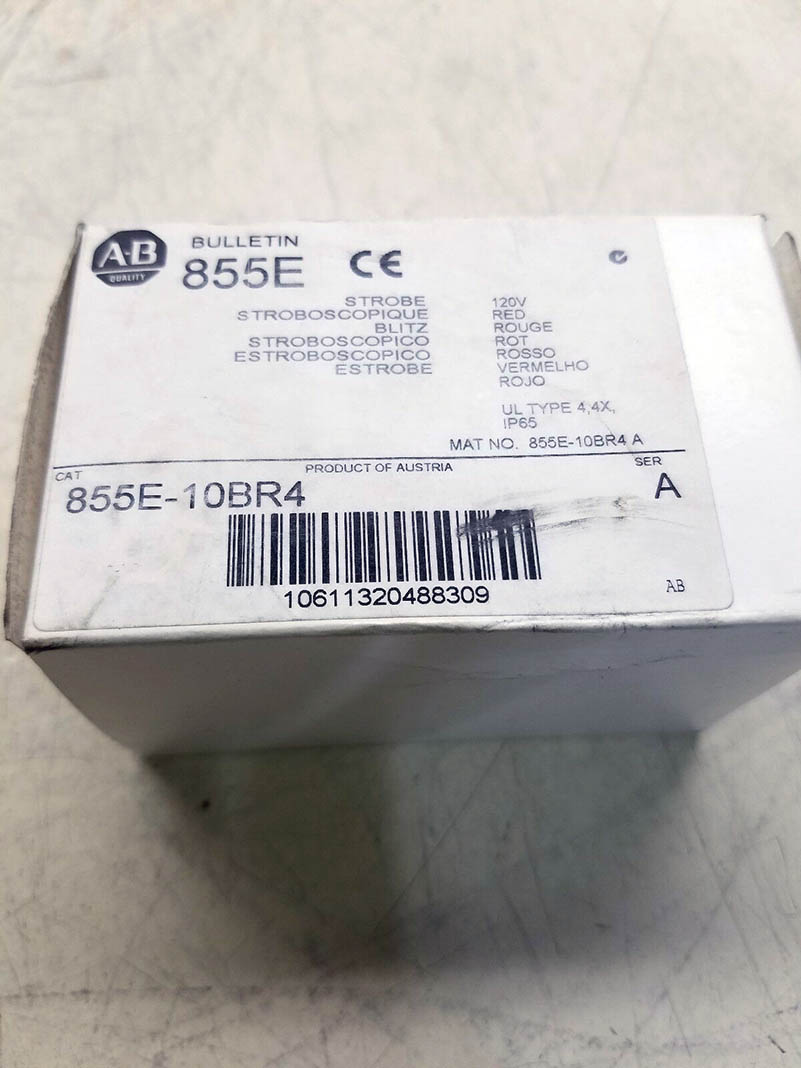 A-B
QUALITY
BULLETIN
855E
CE
STROBE
STROBOSCOPIQUE
BLITZ
STROBOSCOPICO
ESTROBOSCOPICO
ESTROBE
120V
RED
ROUGE
ROT
ROSSO
VERMELHO
ROJO
UL TYPE 4,4X,
IP65
MAT NO. 855E-10BR4 A
CAT
PRODUCT OF AUSTRIA
SER
855E-10BR4
A
10611320488309
AB